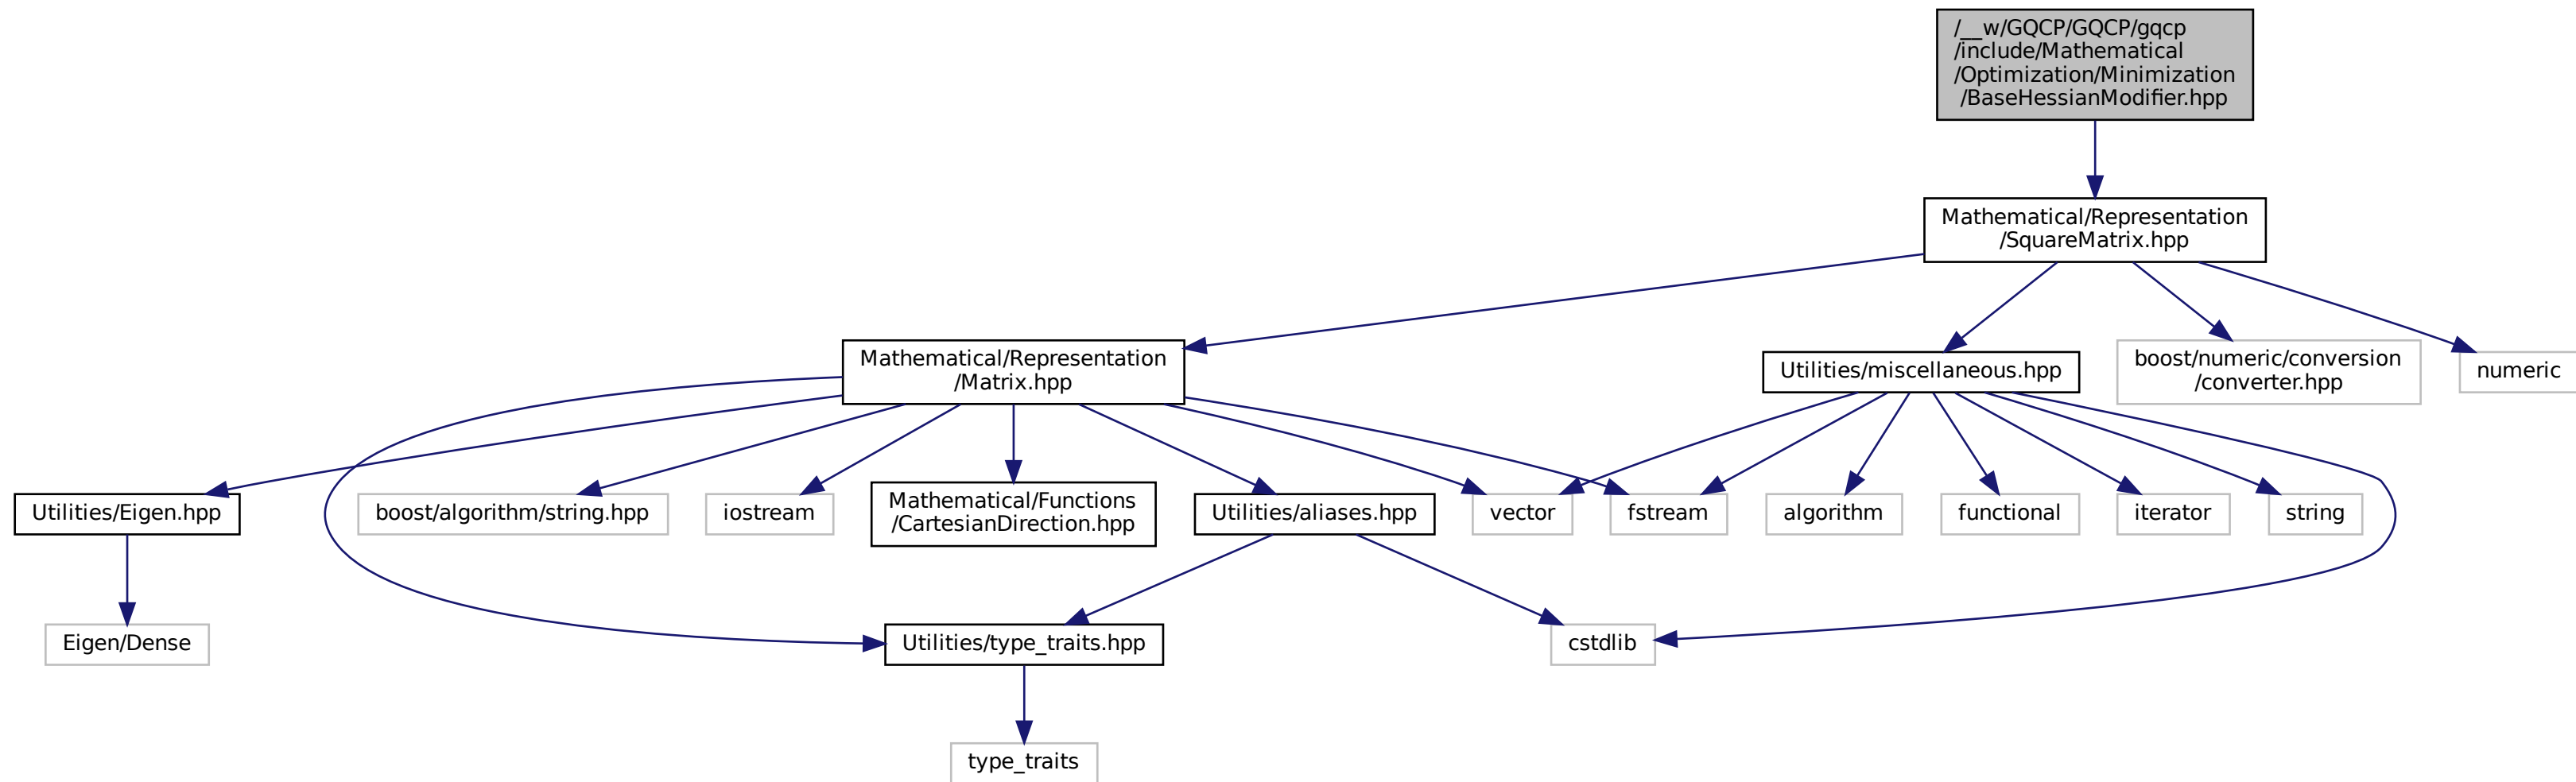 /__w/GQCP/GQCP/gqcp
/include/Mathematical
/Optimization/Minimization
/BaseHessianModifier.hpp
Mathematical/Representation
/SquareMatrix.hpp
Mathematical/Representation
/Matrix.hpp
Utilities/miscellaneous.hpp
boost/numeric/conversion
/converter.hpp
numeric
Utilities/Eigen.hpp
boost/algorithm/string.hpp
iostream
Mathematical/Functions
/CartesianDirection.hpp
Utilities/aliases.hpp
vector
fstream
algorithm
functional
iterator
string
Eigen/Dense
Utilities/type_traits.hpp
cstdlib
type_traits